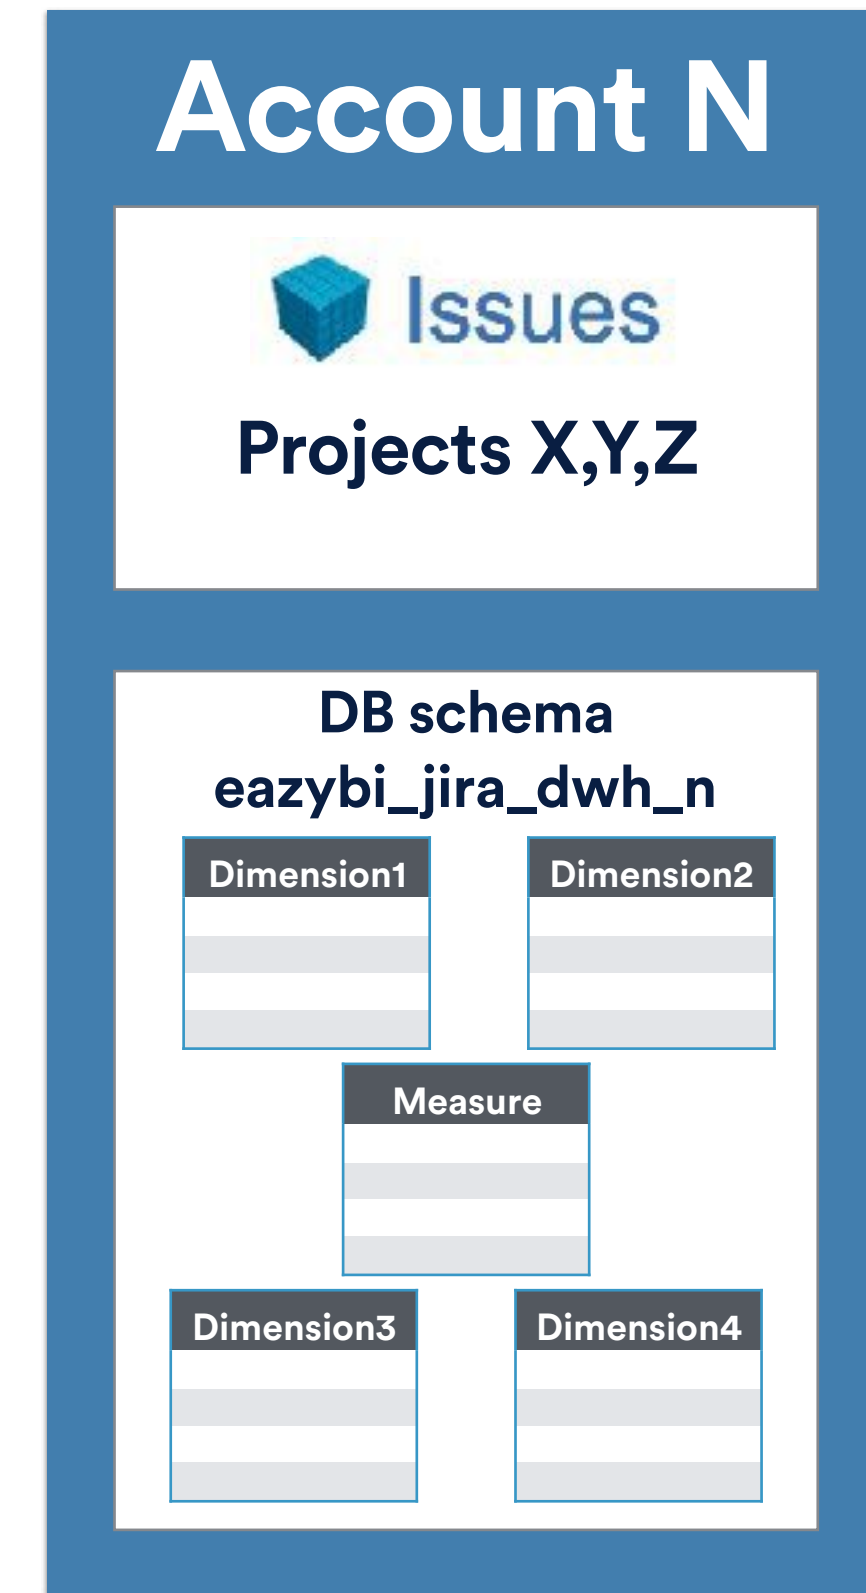 Account N
Issues
Projects X,Y,Z
DB schema
eazybi_jira_dwh_n
Dimension1
Dimension2
Measure
Dimension3
Dimension4